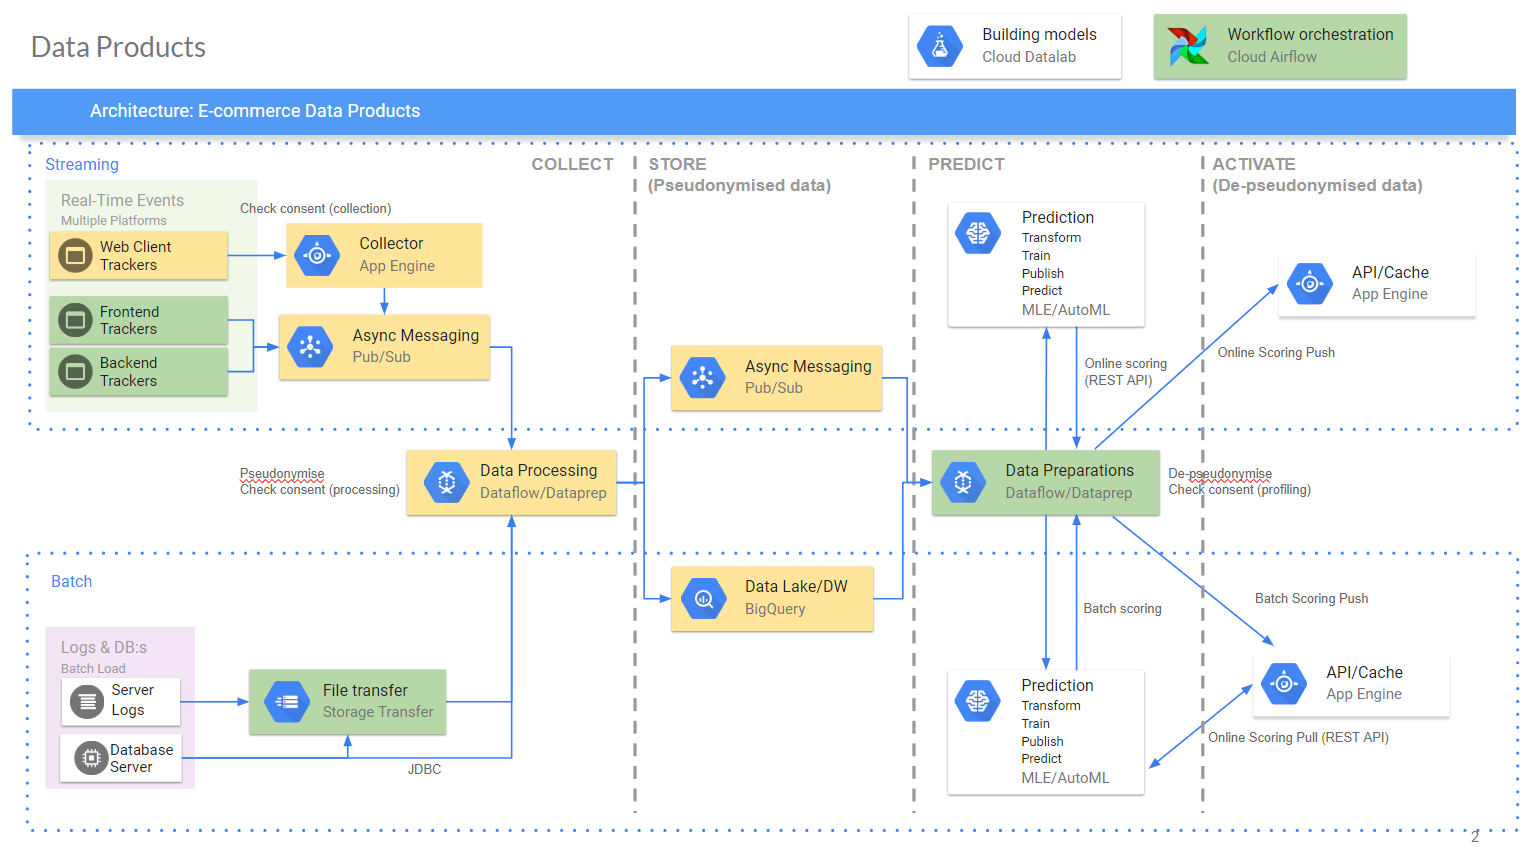 Data Products
Building models
Cloud Datalab
Workflow orchestration
Cloud Airflow
Architecture: E-commerce Data Products
Streaming
COLLECT
STORE
(Pseudonymised data)
PREDICT
ACTIVATE
(De-pseudonymised data)
Real-Time Events
Multiple Platforms
Check consent (collection)
Web Client
Trackers
Collector
App Engine
Frontend
Trackers
Backend
Trackers
Async Messaging
Pub/Sub
Async Messaging
Pub/Sub
Prediction
Transform
Train
Publish
Predict
MLE/AutoML
API/Cache
App Engine
Online scoring
(REST API)
Online Scoring Push
Pseudonymise
Check consent (processing)
Data Processing
Dataflow/Dataprep
Data Preparations
Dataflow/Dataprep
De-pseudonymise
Check consent (profiling)
Batch
Data Lake/DW
BigQuery
Batch scoring
Batch Scoring Push
Logs & DB:s
Batch Load
Server
Logs
File transfer
Storage Transfer
Database
Server
JDBC
Prediction
Transform
Train
Publish
Predict
MLE/AutoML
API/Cache
App Engine
Online Scoring Pull (REST API)
2